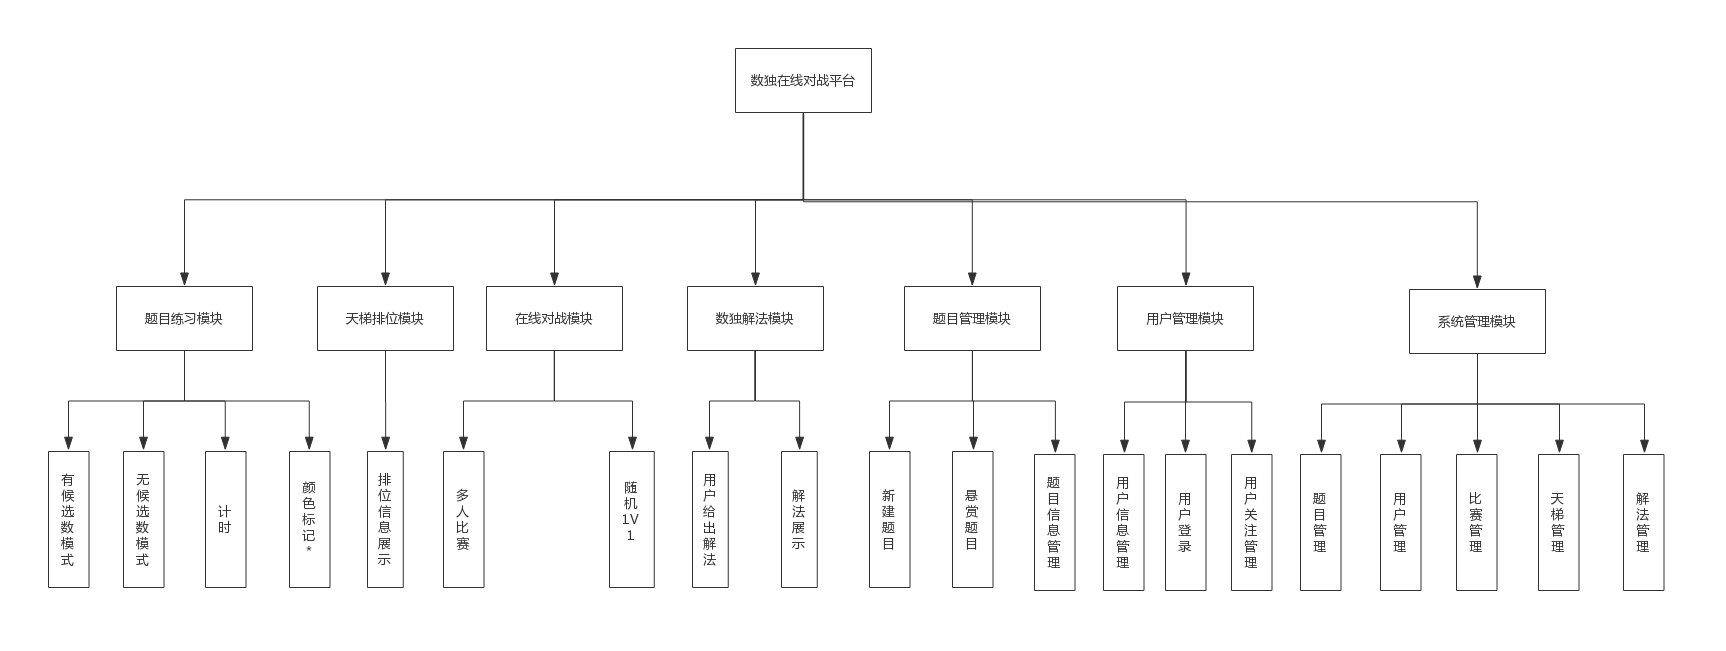 数独在线对战平台
题目练习模块
天梯排位模块
在线对战模块
数独解法模块
题目管理模块
用户管理模块
系统管理模块
有候选数模式
无候选数模式
计时
颜色标记*
排位信息展示
多人比赛
随机1V1
用户给出解法
解法展示
新建题目
悬赏题目
题目信息管理
用户信息管理
用户登录
用户关注管理
题目管理
用户管理
比赛管理
天梯管理
解法管理